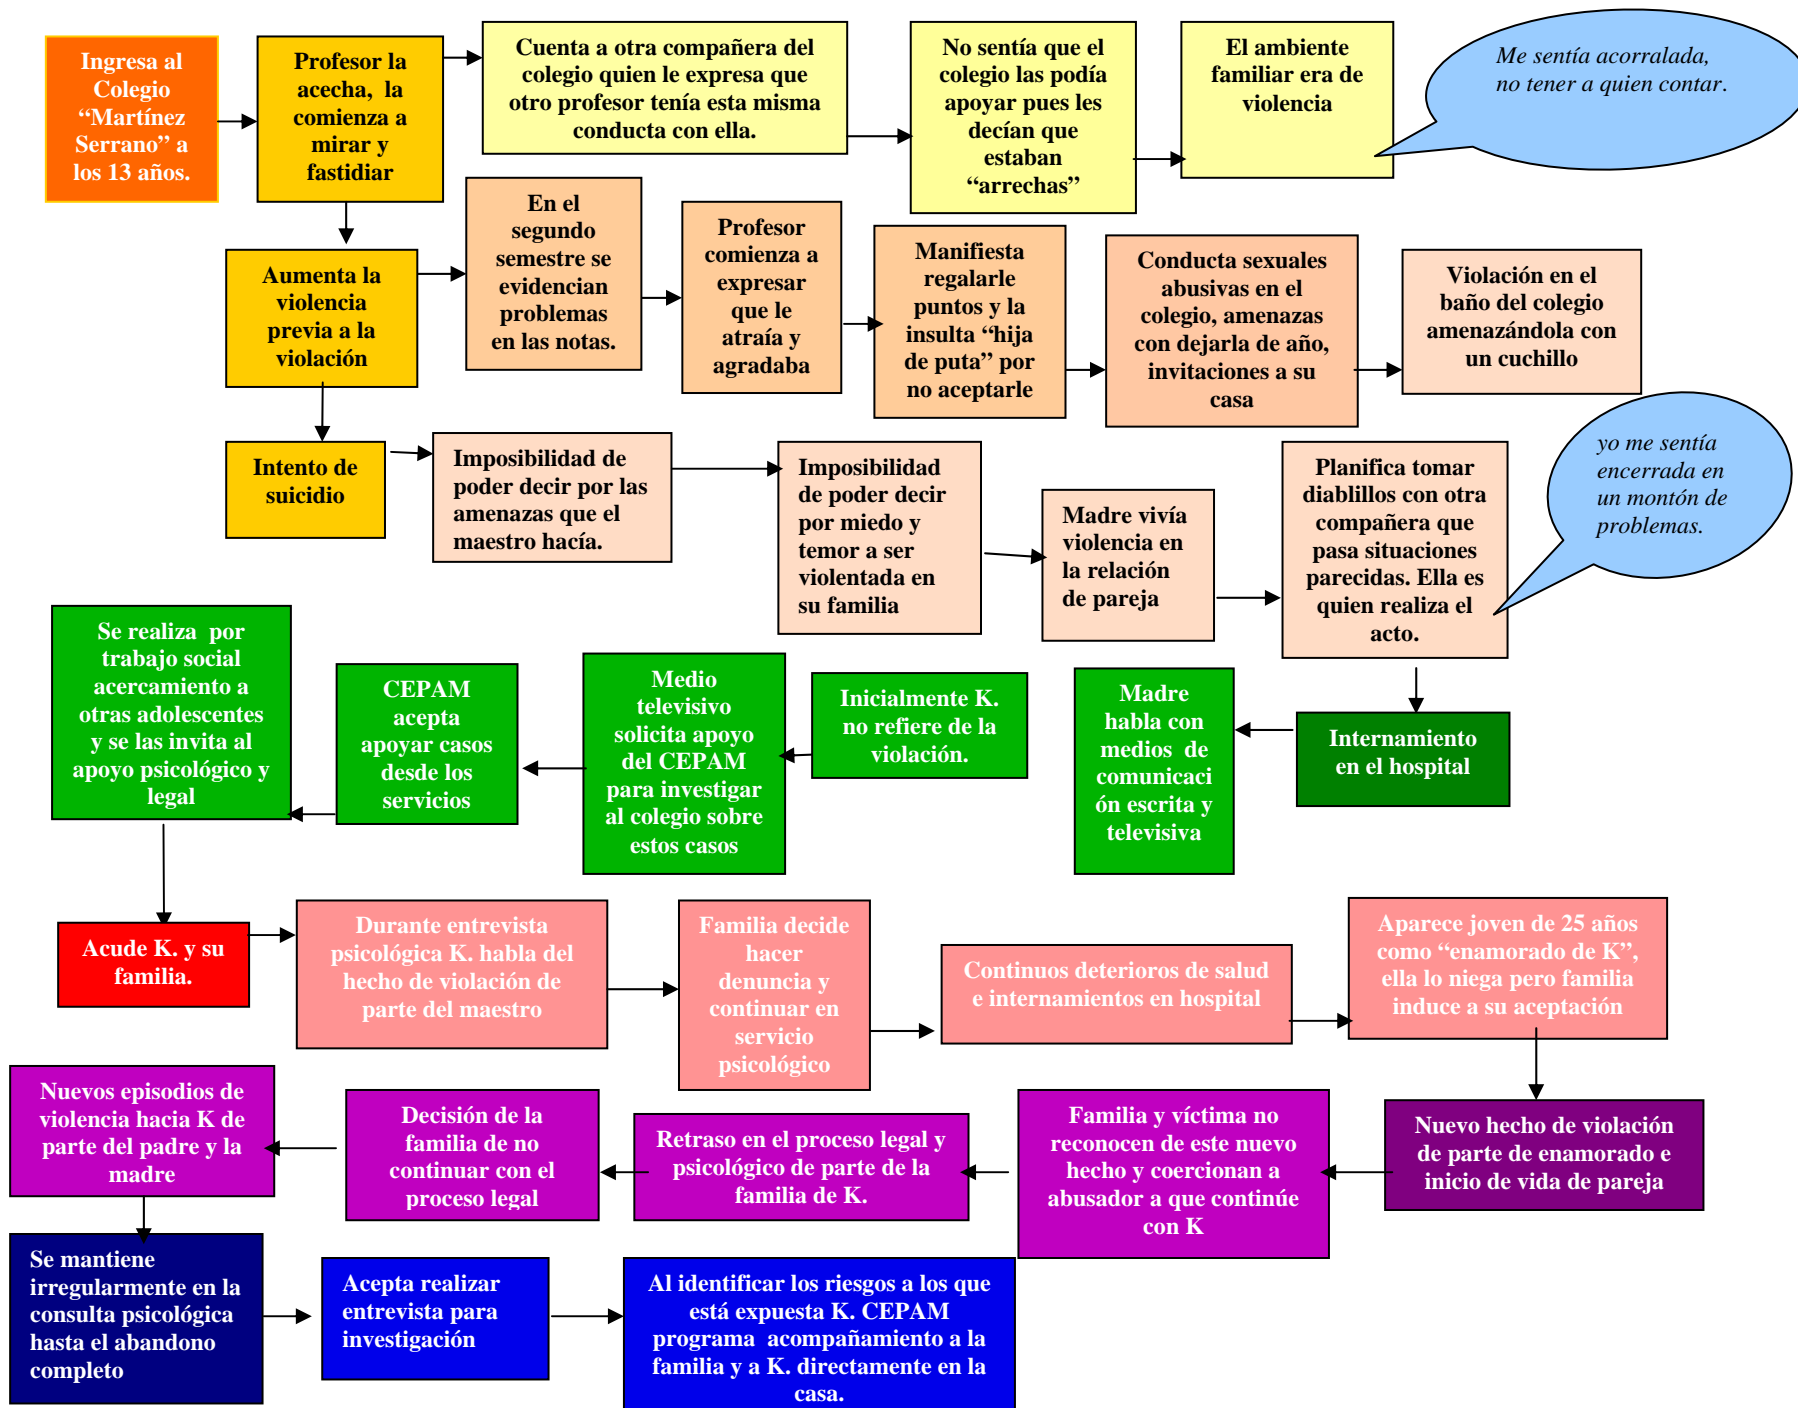 Ingresa al
Colegio
“Martínez
Serrano” a
los 13 años.
Profesor la
acecha, la
comienza a
mirar y
fastidiar
Cuenta a otra compañera del
colegio quien le expresa que
otro profesor tenía esta misma
conducta con ella.
No sentía que el
colegio las podía
apoyar pues les
decían que
estaban
“arrechas”
El ambiente
familiar era de
violencia
Me sentía acorralada,
no tener a quien contar.
Aumenta la
violencia
previa a la
violación
En el
segundo
semestre se
evidencian
problemas
en las notas.
Profesor
comienza a
expresar
que le
atraía y
agradaba
Manifiesta
regalarle
puntos y la
insulta “hija
de puta” por
no aceptarle
Conducta sexuales
abusivas en el
colegio, amenazas
con dejarla de año,
invitaciones a su
casa
Violación en el
baño del colegio
amenazándola con
un cuchillo
Intento de
suicidio
Imposibilidad de
poder decir por las
amenazas que el
maestro hacía.
Imposibilidad
de poder decir
por miedo y
temor a ser
violentada en
su familia
Madre vivía
violencia en
la relación
de pareja
Planifica tomar
diablillos con otra
compañera que
pasa situaciones
parecidas. Ella es
quien realiza el
acto.
yo me sentía
encerrada en
un montón de
problemas.
Internamiento
en el hospital
Madre
habla con
medios de
comunicaci
ón escrita y
televisiva
Inicialmente K.
no refiere de la
violación.
Medio
televisivo
solicita apoyo
del CEPAM
para investigar
al colegio sobre
estos casos
CEPAM
acepta
apoyar casos
desde los
servicios
Se realiza por
trabajo social
acercamiento a
otras adolescentes
y se las invita al
apoyo psicológico y
legal
Acude K. y su
familia.
Durante entrevista
psicológica K. habla del
hecho de violación de
parte del maestro
Familia decide
hacer
denuncia y
continuar en
servicio
psicológico
Continuos deterioros de salud
e internamientos en hospital
Aparece joven de 25 años
como “enamorado de K”,
ella lo niega pero familia
induce a su aceptación
Nuevo hecho de violación
de parte de enamorado e
inicio de vida de pareja
Familia y víctima no
reconocen de este nuevo
hecho y coercionan a
abusador a que continúe
con K
Retraso en el proceso legal y
psicológico de parte de la
familia de K.
Decisión de la
familia de no
continuar con el
proceso legal
Nuevos episodios de
violencia hacia K de
parte del padre y la
madre
Se mantiene
irregularmente en la
consulta psicológica
hasta el abandono
completo
Acepta realizar
entrevista para
investigación
Al identificar los riesgos a los que
está expuesta K. CEPAM
programa acompañamiento a la
familia y a K. directamente en la
casa.